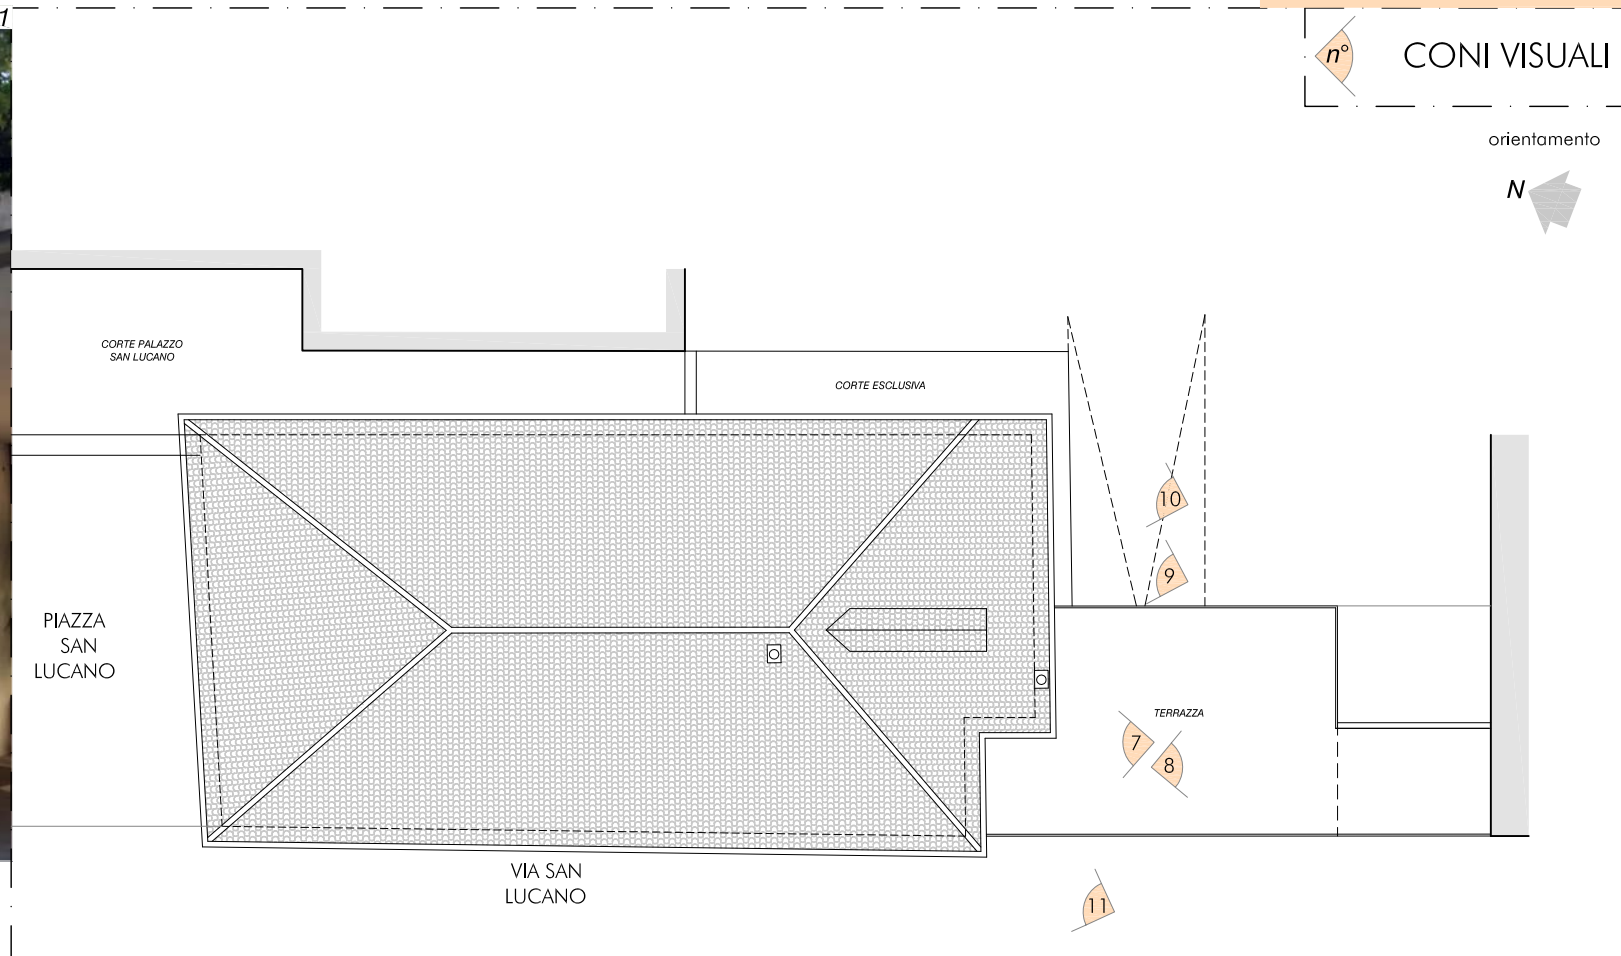 1
n°
CONI VISUALI
orientamento
N
CORTE PALAZZO
SAN LUCANO
CORTE ESCLUSIVA
10
9
PIAZZA
SAN
LUCANO
TERRAZZA
7
8
VIA SAN
LUCANO
11